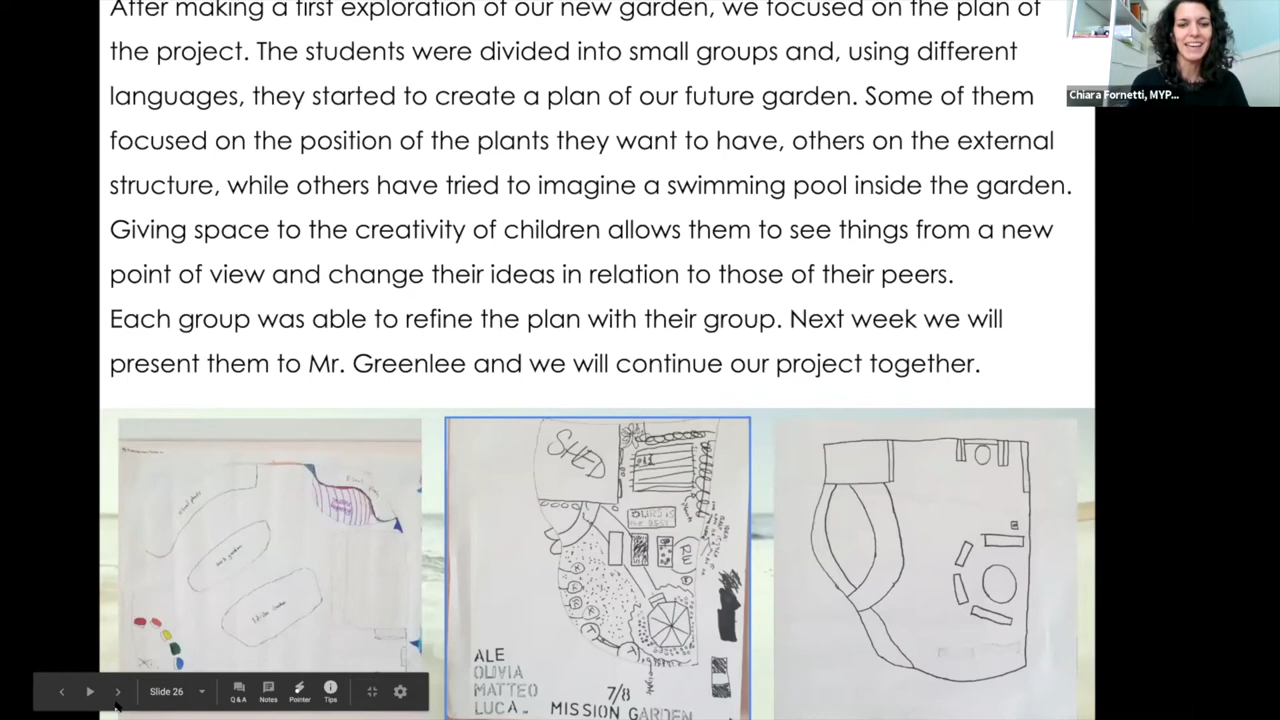 After making a first exploration of our new garden, we focused on the plan of
the project. The students were divided into small groups and, using different
languages, they started to create a plan of our future garden. Some of them
focused on the position of the plants they want to have, others on the external
structure, while others have tried to imagine a swimming pool inside the garden.
Giving space to the creativity of children allows them to see things from a new
point of view and change their ideas in relation to those of their peers.
Each group was able to refine the plan with their group. Next week we will
present them to Mr. Greenlee and we will continue our project together.
Chiara Fornetti, MYP...
SHED
ALE
OLIVIA
MATTEO
LUCA.
7/8
MISSION GARDEN
Slide 26
Q&A
Notes
Pointer
Tips